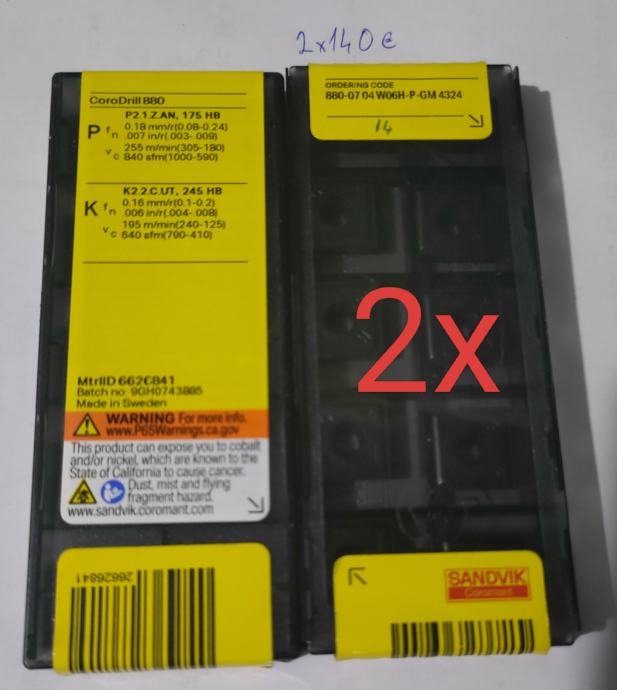 2x140€
CoroDrill 880
P2.1.Z.AN, 175 HB
P fn 0.18 mm/r(0.08-0.24)
.007 in/r(.003-.009)
vc 255 m/min(305-180)
840 sfm(1000-590)
K2.2.C.UT, 245 HB
K fn 0.16 mm/r(0.1-0.2)
.006 in/r(.004-.008)
vc 195 m/min(240-125)
640 sfm(790-410)
MtrlID 6626841
Batch no: 9GH0743885
Made in Sweden
WARNING For more info.
www.P65Warnings.ca.gov
This product can expose you to cobalt
and/or nickel, which are known to the
State of California to cause cancer.
Dust, mist and flying
fragment hazard.
www.sandvik.coromant.com
26626841
ORDERING CODE
880-07 04 W06H-P-GM 4324
14
2x
SANDVIK
Coromant